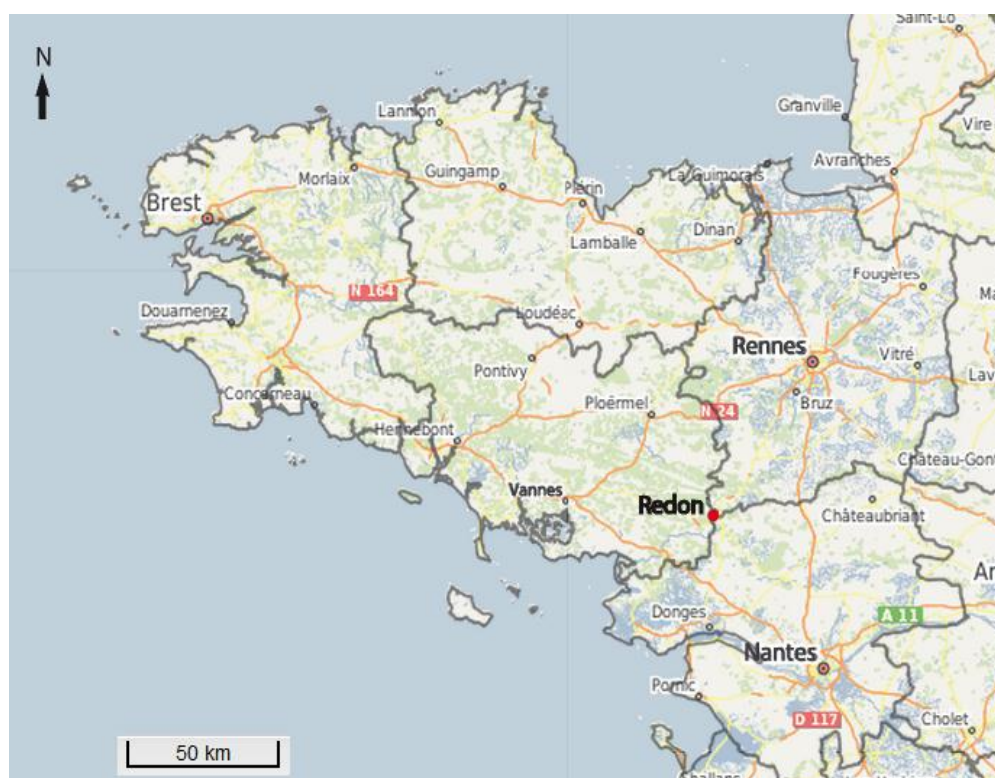 Saint-Lô
N
Granville
Lannion
Vire
Avranches
Guingamp
Morlaix
La Guimorais
Plérin
Brest
Lamballe
Dinan
Fougères
N 164
Douarnenez
Loudéac
Rennes
Vitré
Pontivy
Bruz
Concarneau
Ploërmel
N 24
Hennebont
Château-Gont
Vannes
Redon
Châteaubriant
Donges
A 11
Nantes
Pornic
D 117
Cholet
50 km
Challans